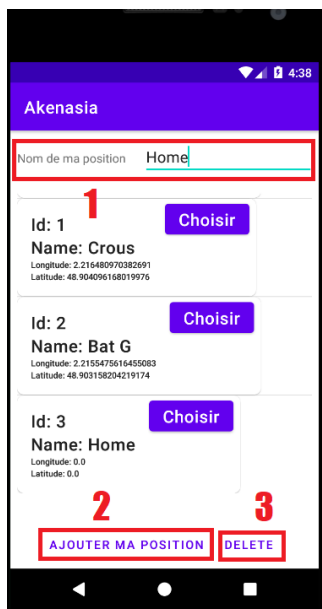 4:38
Akenasia
Nom de ma position Home
1
Id: 1 Choisir
Name: Crous
Longitude: 2.216480970382691
Latitude: 48.904096168019976
Id: 2 Choisir
Name: Bat G
Longitude: 2.2155475616455083
Latitude: 48.903158204219174
Id: 3 Choisir
Name: Home
Longitude: 0.0
Latitude: 0.0
2 3
AJOUTER MA POSITION DELETE